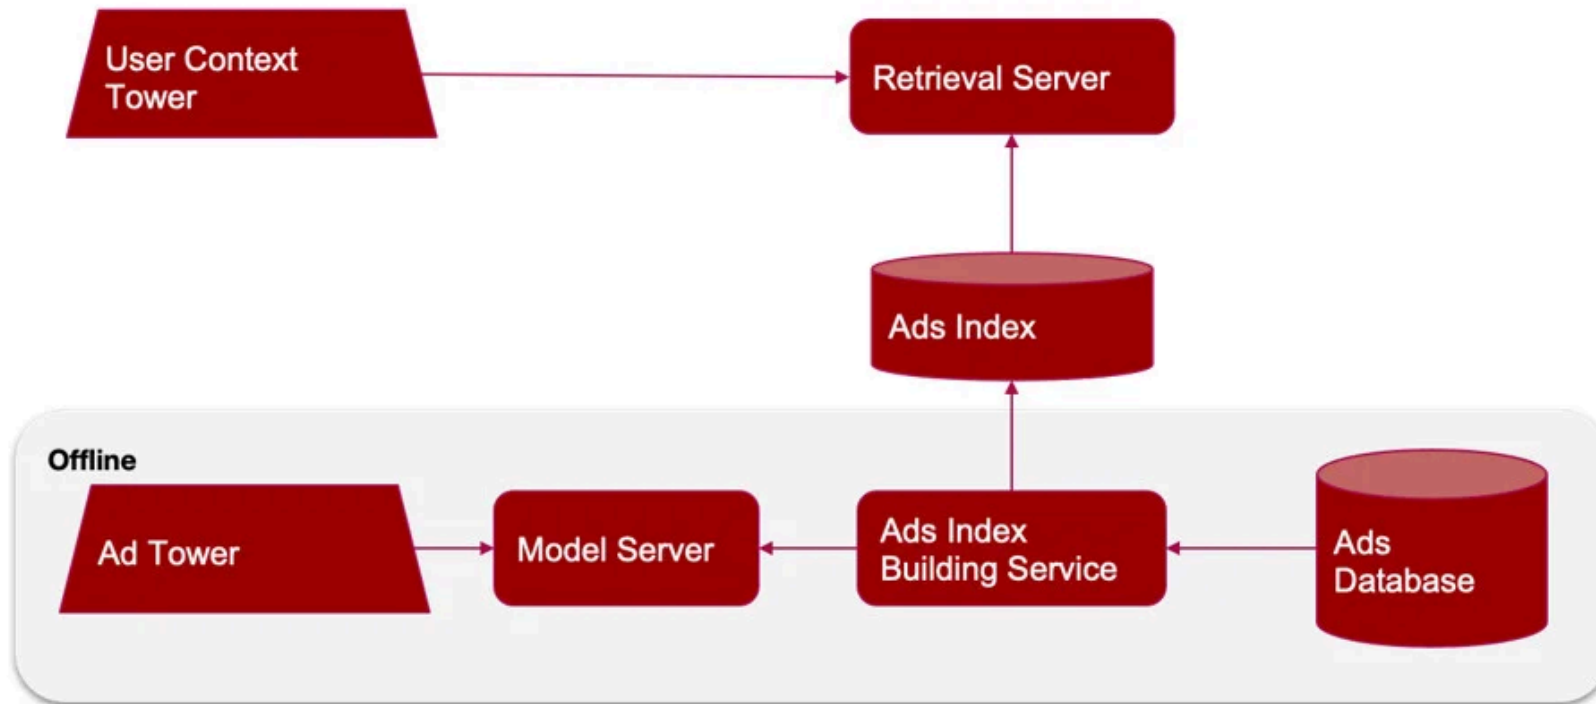 User Context
Tower
Retrieval Server
Ads Index
Offline
Ad Tower
Model Server
Ads Index
Building Service
Ads
Database